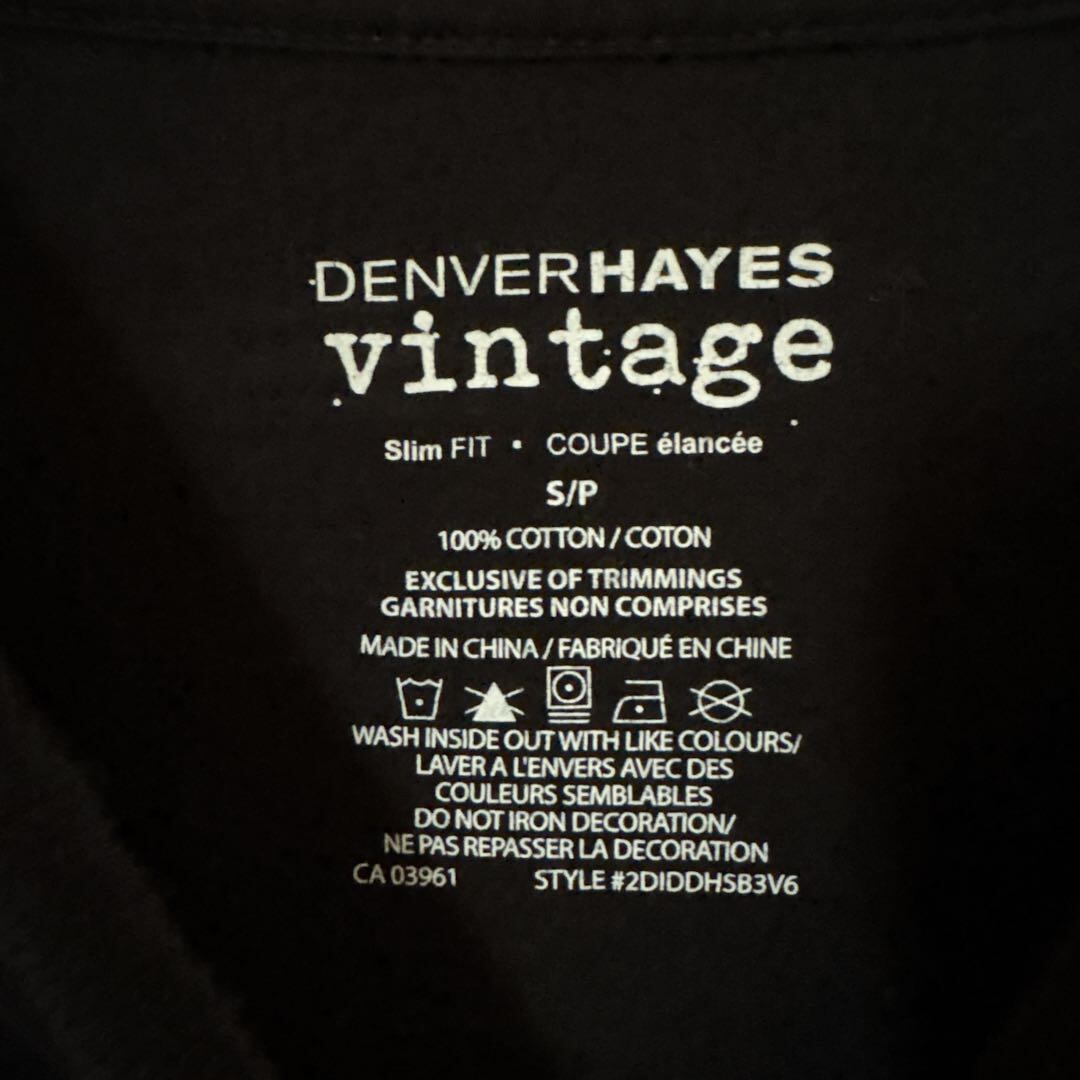 DENVERHAYES
vintage
Slim FIT • COUPE élancée
S/P
100% COTTON / COTON
EXCLUSIVE OF TRIMMINGS
GARNITURES NON COMPRISES
MADE IN CHINA / FABRIQUÉ EN CHINE
WASH INSIDE OUT WITH LIKE COLOURS/
LAVER A L'ENVERS AVEC DES
COULEURS SEMBLABLES
DO NOT IRON DECORATION/
NE PAS REPASSER LA DECORATION
CA 03961 STYLE #2DIDDHSB3V6